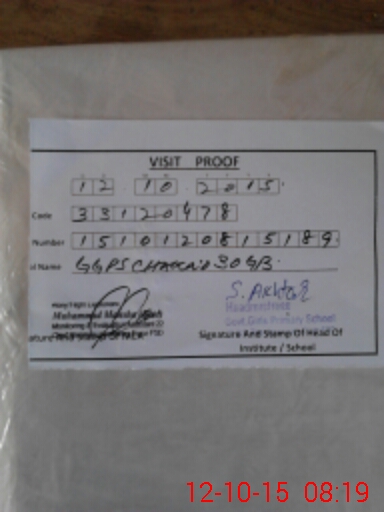 VISIT PROOF
12 10 2015
Code 33120478
Number 1510120815189
Name GGPS CHAK NO 30 GB
S. Akhtar
Headmistress
Govt. Girls Primary School
Signature And Stamp Of Head Of
Institute / School
12-10-15 08:19